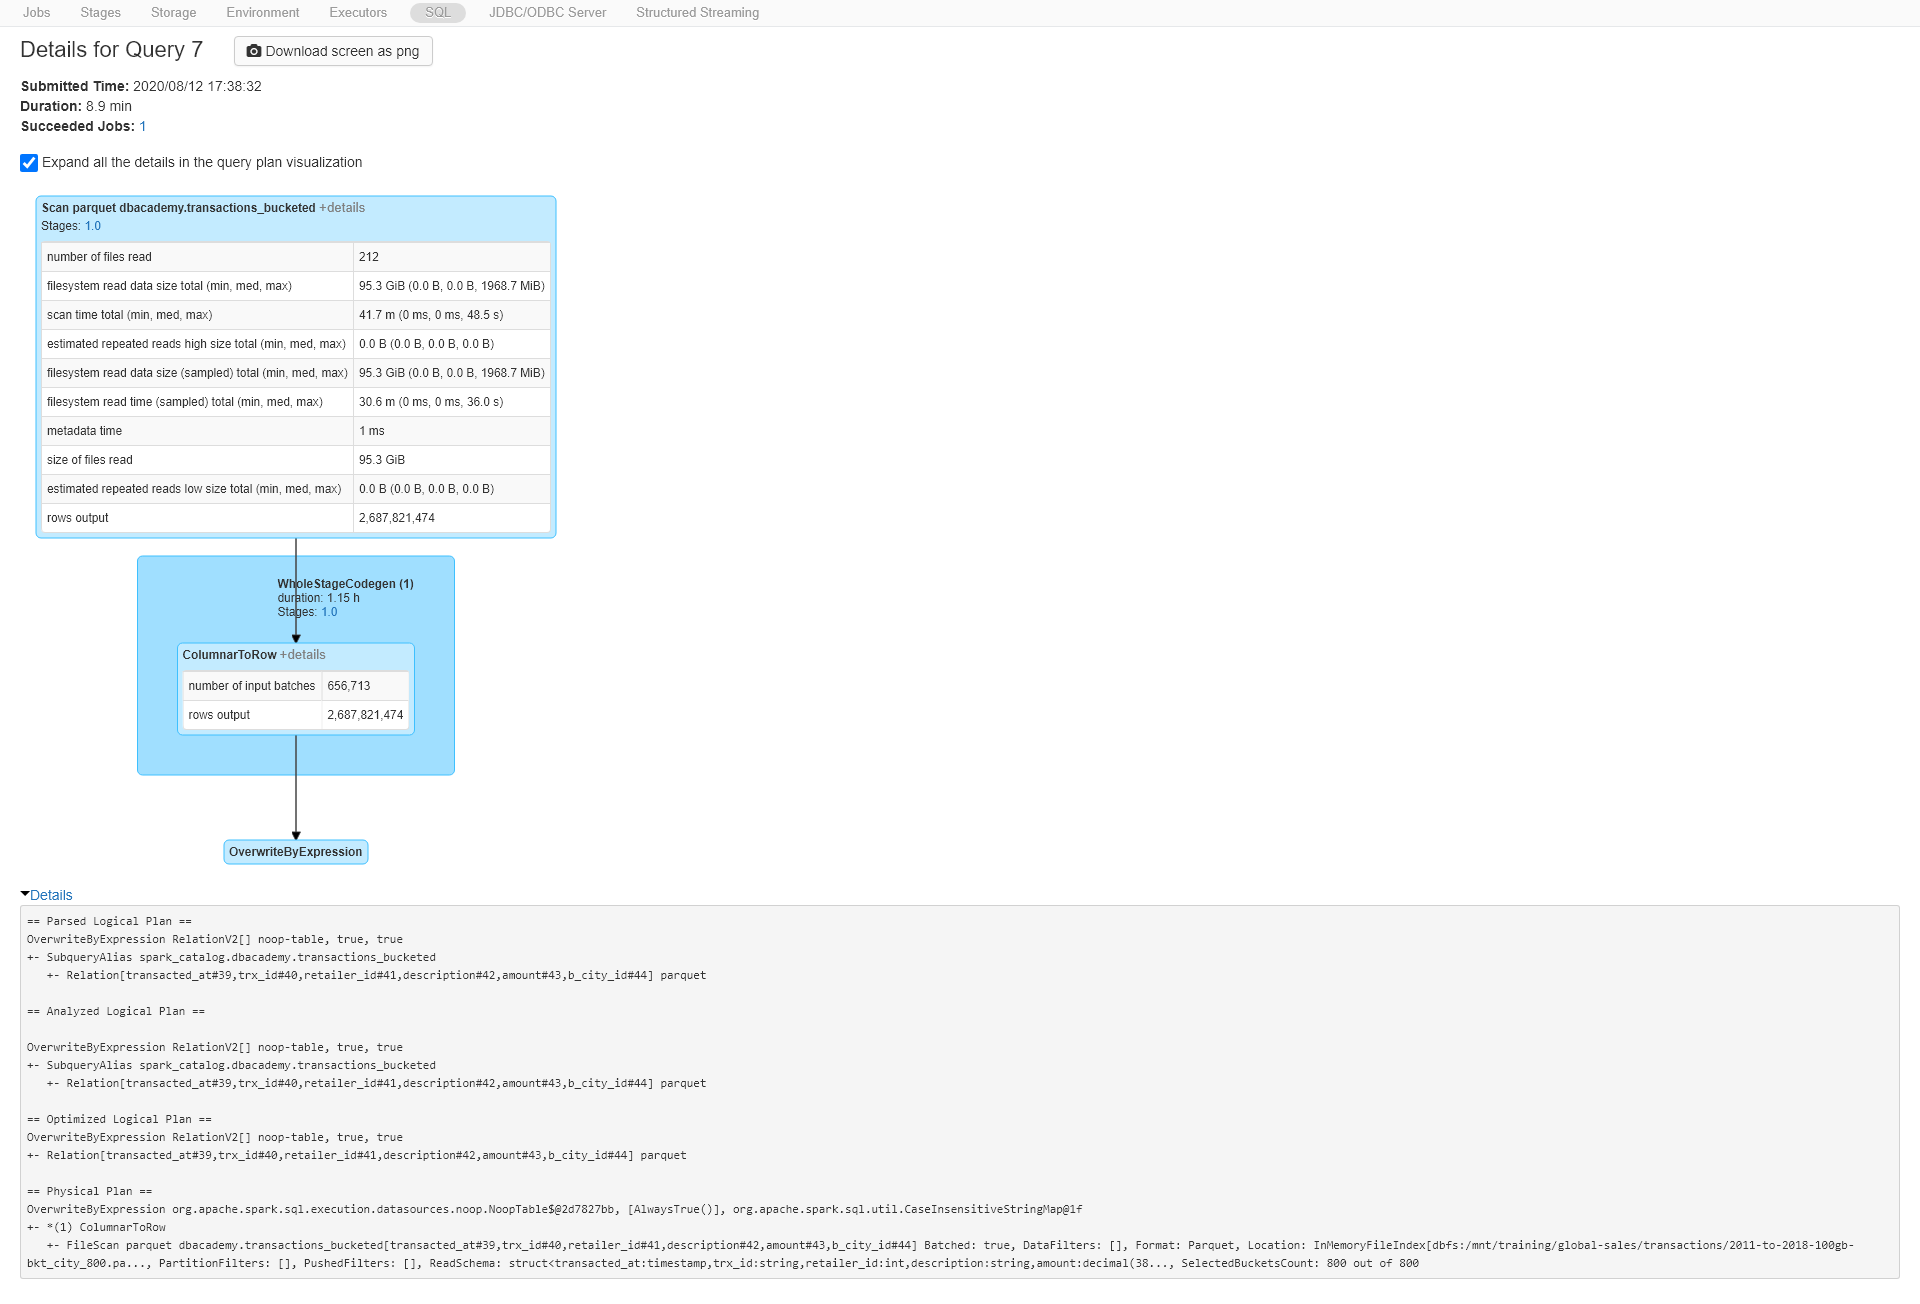 Jobs Stages Storage Environment Executors SQL JDBC/ODBC Server Structured Streaming
Details for Query 7 Download screen as png
Submitted Time: 2020/08/12 17:38:32
Duration: 8.9 min
Succeeded Jobs: 1
Expand all the details in the query plan visualization
Scan parquet dbacademy.transactions_bucketed +details
Stages: 1.0
number of files read 212
filesystem read data size total (min, med, max) 95.3 GiB (0.0 B, 0.0 B, 1968.7 MiB)
scan time total (min, med, max) 41.7 m (0 ms, 0 ms, 48.5 s)
estimated repeated reads high size total (min, med, max) 0.0 B (0.0 B, 0.0 B, 0.0 B)
filesystem read data size (sampled) total (min, med, max) 95.3 GiB (0.0 B, 0.0 B, 1968.7 MiB)
filesystem read time (sampled) total (min, med, max) 30.6 m (0 ms, 0 ms, 36.0 s)
metadata time 1 ms
size of files read 95.3 GiB
estimated repeated reads low size total (min, med, max) 0.0 B (0.0 B, 0.0 B, 0.0 B)
rows output 2,687,821,474
WholeStageCodegen (1)
duration: 1.15 h
Stages: 1.0
ColumnarToRow +details
number of input batches 656,713
rows output 2,687,821,474
OverwriteByExpression
Details
== Parsed Logical Plan ==
OverwriteByExpression RelationV2[] noop-table, true, true
+- SubqueryAlias spark_catalog.dbacademy.transactions_bucketed
   +- Relation[transacted_at#39,trx_id#40,retailer_id#41,description#42,amount#43,b_city_id#44] parquet
== Analyzed Logical Plan ==
OverwriteByExpression RelationV2[] noop-table, true, true
+- SubqueryAlias spark_catalog.dbacademy.transactions_bucketed
   +- Relation[transacted_at#39,trx_id#40,retailer_id#41,description#42,amount#43,b_city_id#44] parquet
== Optimized Logical Plan ==
OverwriteByExpression RelationV2[] noop-table, true, true
+- Relation[transacted_at#39,trx_id#40,retailer_id#41,description#42,amount#43,b_city_id#44] parquet
== Physical Plan ==
OverwriteByExpression org.apache.spark.sql.execution.datasources.noop.NoopTable$@2d7827bb, [AlwaysTrue()], org.apache.spark.sql.util.CaseInsensitiveStringMap@1f
+- *(1) ColumnarToRow
   +- FileScan parquet dbacademy.transactions_bucketed[transacted_at#39,trx_id#40,retailer_id#41,description#42,amount#43,b_city_id#44] Batched: true, DataFilters: [], Format: Parquet, Location: InMemoryFileIndex[dbfs:/mnt/training/global-sales/transactions/2011-to-2018-100gb-
bkt_city_800.pa..., PartitionFilters: [], PushedFilters: [], ReadSchema: struct<transacted_at:timestamp,trx_id:string,retailer_id:int,description:string,amount:decimal(38..., SelectedBucketsCount: 800 out of 800